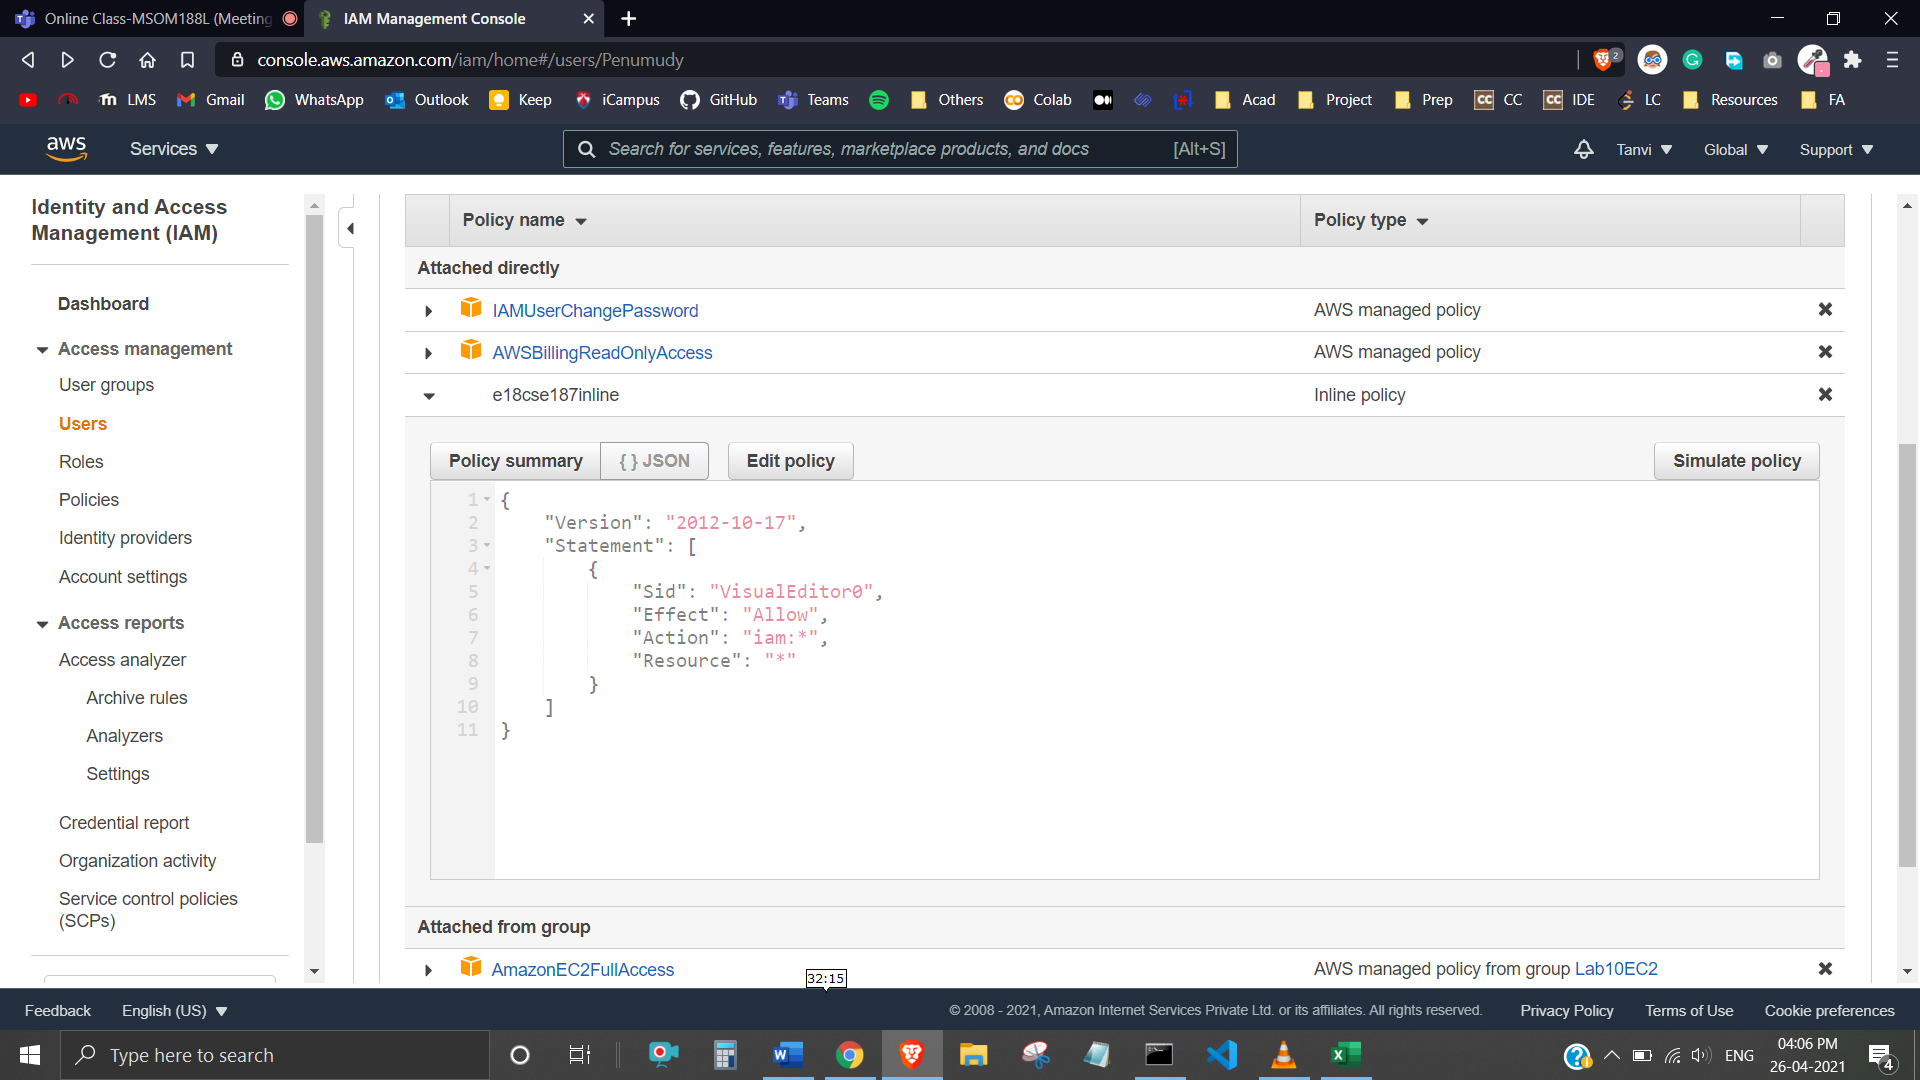 Online Class-MSOM188L (Meeting
IAM Management Console
console.aws.amazon.com/iam/home#/users/Penumudy
2
LMS
Gmail
WhatsApp
Outlook
Keep
iCampus
GitHub
Teams
Others
Colab
Acad
Project
Prep
CC CC
CC IDE
LC
Resources
FA
aws
Services
Search for services, features, marketplace products, and docs [Alt+S]
Tanvi
Global
Support
Identity and Access
Management (IAM)
Dashboard
Access management
User groups
Users
Roles
Policies
Identity providers
Account settings
Access reports
Access analyzer
Archive rules
Analyzers
Settings
Credential report
Organization activity
Service control policies
(SCPs)
Policy name Policy type
Attached directly
IAMUserChangePassword AWS managed policy
AWSBillingReadOnlyAccess AWS managed policy
e18cse187inline Inline policy
Policy summary { } JSON Edit policy Simulate policy
1 {
2 "Version": "2012-10-17",
3 "Statement": [
4 {
5 "Sid": "VisualEditor0",
6 "Effect": "Allow",
7 "Action": "iam:*",
8 "Resource": "*"
9 }
10 ]
11 }
Attached from group
AmazonEC2FullAccess AWS managed policy from group Lab10EC2
32:15
Feedback English (US) © 2008 - 2021, Amazon Internet Services Private Ltd. or its affiliates. All rights reserved. Privacy Policy Terms of Use Cookie preferences
Type here to search
ENG
04:06 PM
26-04-2021
4